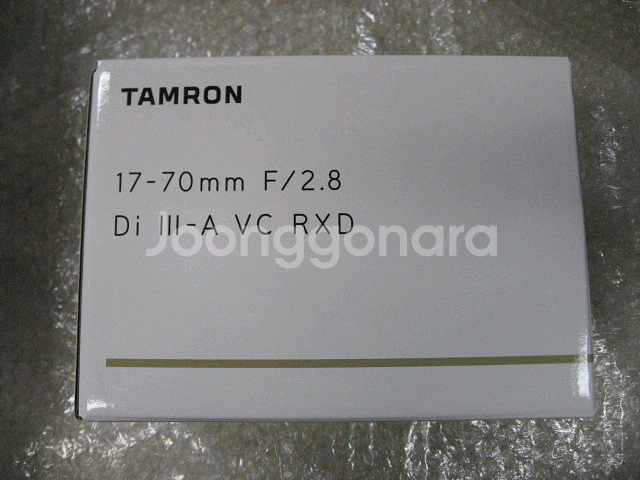 TAMRON
17-70mm F/2.8
Di III-A VC RXD
Joonggonara